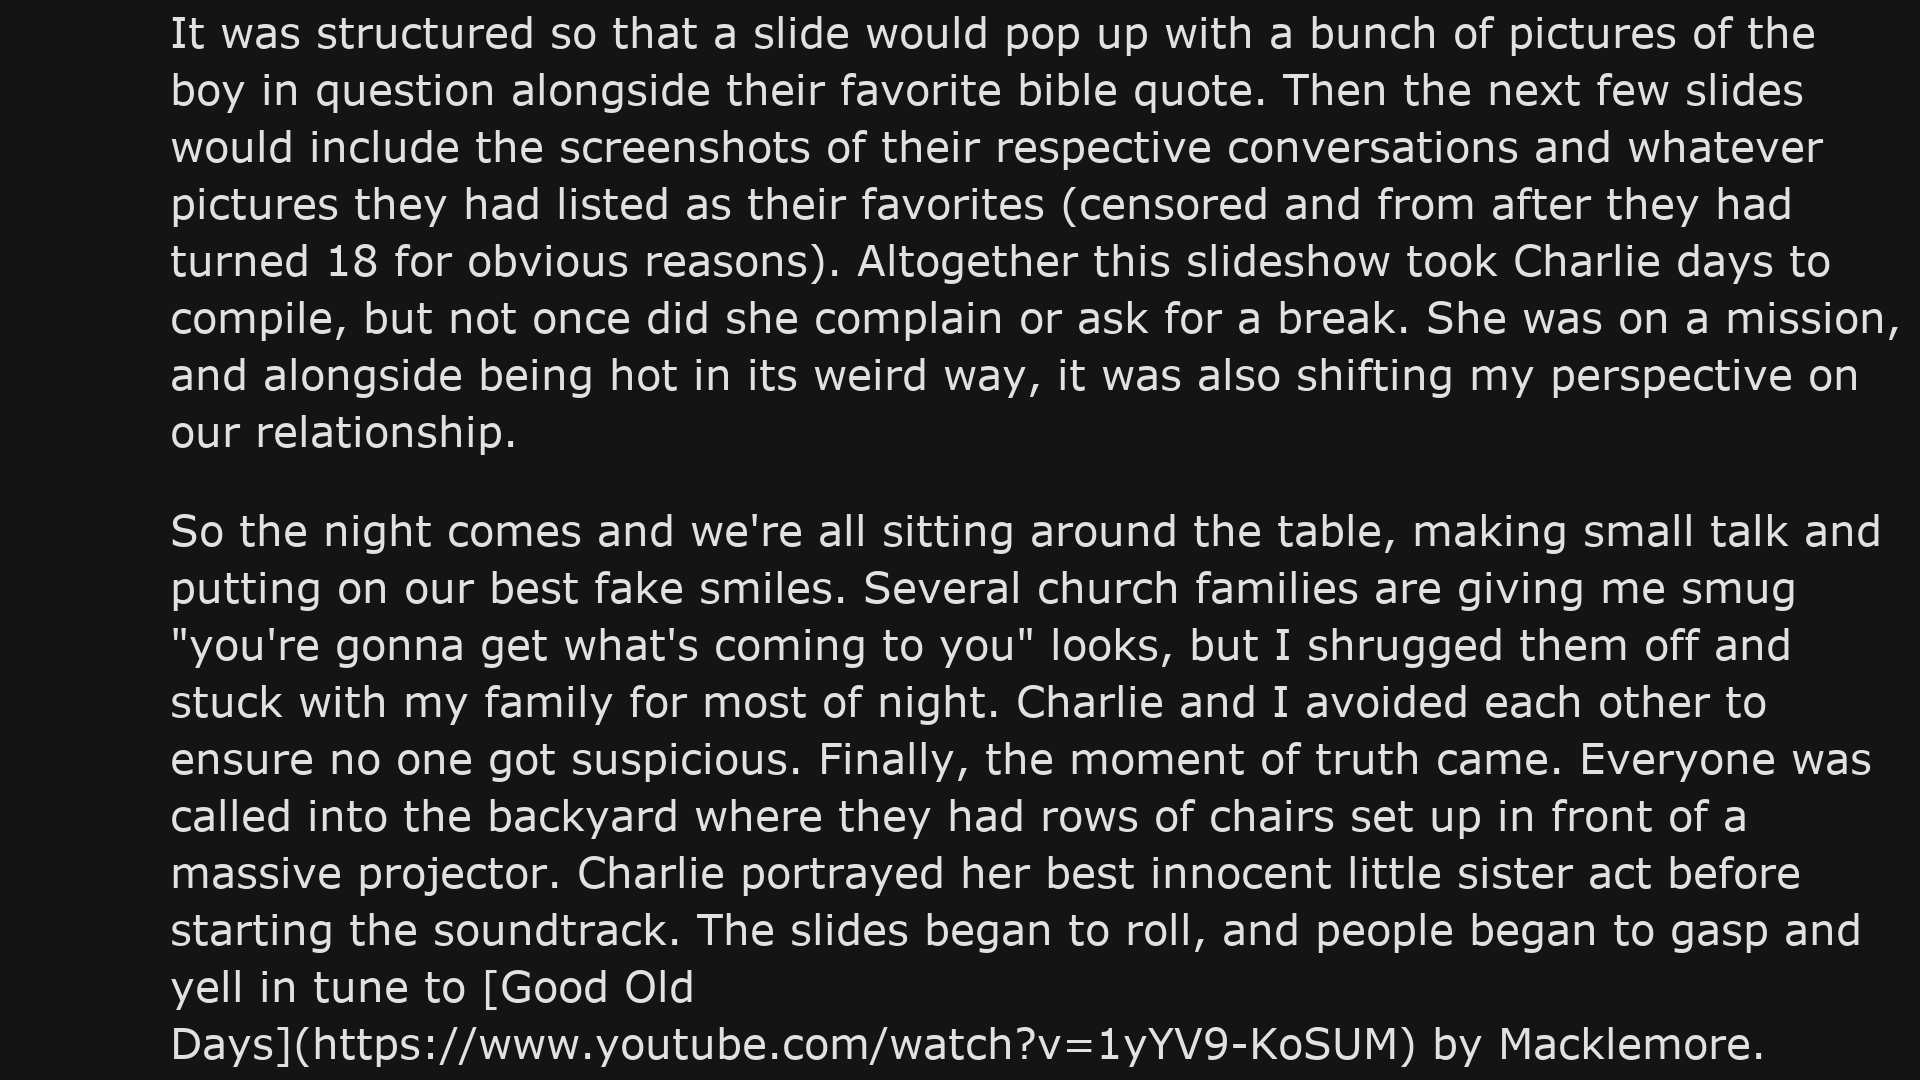 It was structured so that a slide would pop up with a bunch of pictures of the
boy in question alongside their favorite bible quote. Then the next few slides
would include the screenshots of their respective conversations and whatever
pictures they had listed as their favorites (censored and from after they had
turned 18 for obvious reasons). Altogether this slideshow took Charlie days to
compile, but not once did she complain or ask for a break. She was on a mission,
and alongside being hot in its weird way, it was also shifting my perspective on
our relationship.
So the night comes and we're all sitting around the table, making small talk and
putting on our best fake smiles. Several church families are giving me smug
"you're gonna get what's coming to you" looks, but I shrugged them off and
stuck with my family for most of night. Charlie and I avoided each other to
ensure no one got suspicious. Finally, the moment of truth came. Everyone was
called into the backyard where they had rows of chairs set up in front of a
massive projector. Charlie portrayed her best innocent little sister act before
starting the soundtrack. The slides began to roll, and people began to gasp and
yell in tune to [Good Old
Days](https://www.youtube.com/watch?v=1yYV9-KoSUM) by Macklemore.